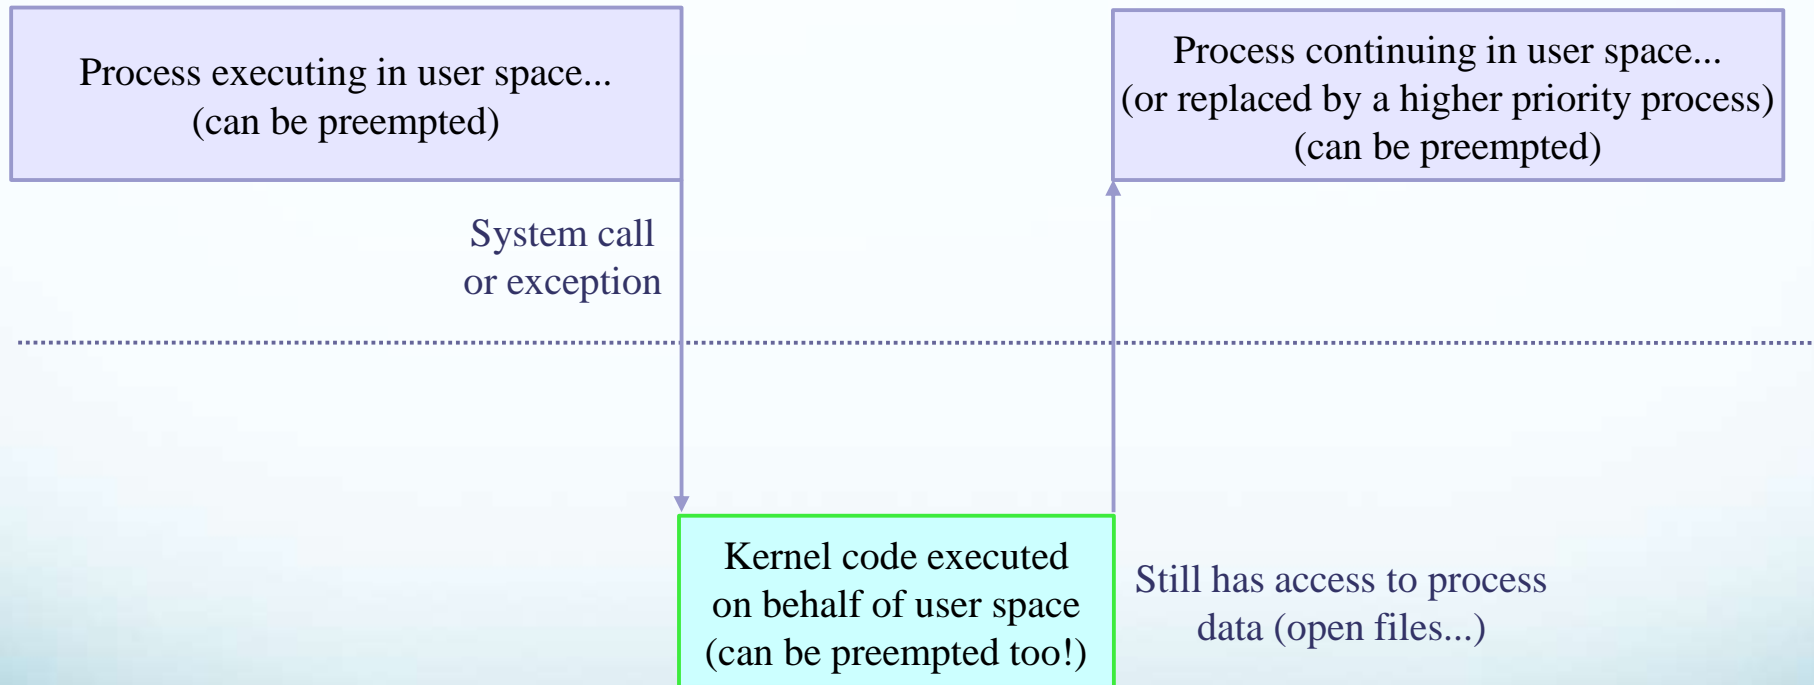 Process executing in user space...
(can be preempted)
Process continuing in user space...
(or replaced by a higher priority process)
(can be preempted)
System call
or exception
Kernel code executed
on behalf of user space
(can be preempted too!)
Still has access to process
data (open files...)